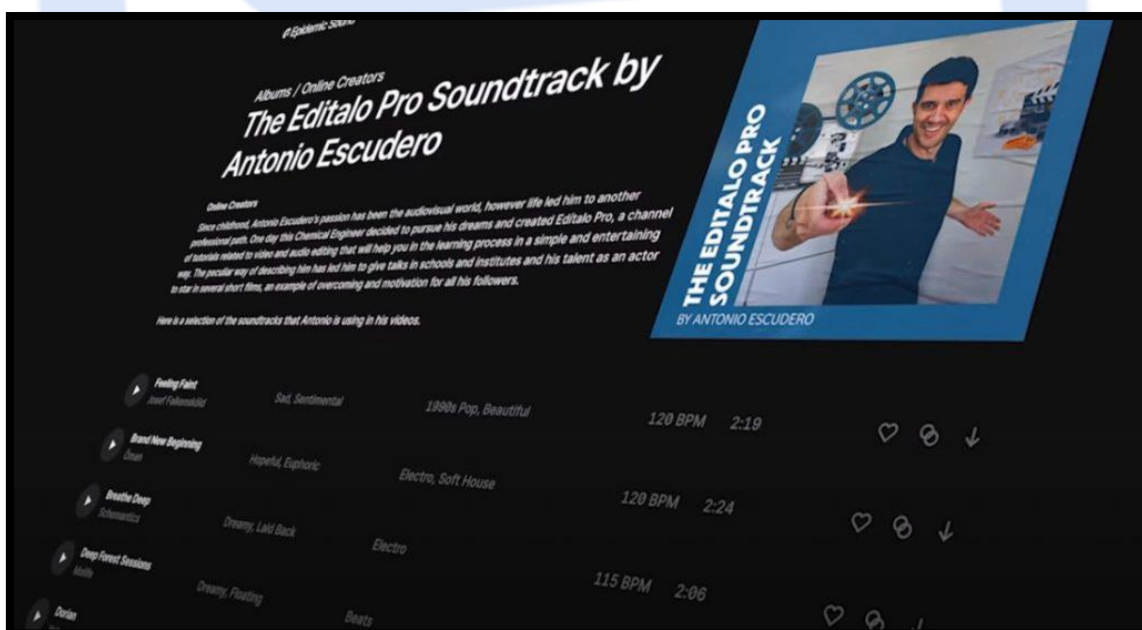 Epidemic Sound
Albums / Online Creators
The Editalo Pro Soundtrack by
Antonio Escudero
Online Creators
Since childhood, Antonio Escudero's passion has been the audiovisual world, however life led him to another
professional path. One day this Chemical Engineer decided to pursue his dreams and created Editalo Pro, a channel
of tutorials related to video and audio editing that will help you in the learning process in a simple and entertaining
way. The peculiar way of describing him has led him to give talks in schools and institutes and his talent as an actor
to star in several short films, an example of overcoming and motivation for all his followers.
Here is a selection of the soundtracks that Antonio is using in his videos.
THE EDITALO PRO
SOUNDTRACK
BY ANTONIO ESCUDERO
Feeling Faint
Josef Falkensköld
Sad, Sentimental
1990s Pop, Beautiful
120 BPM 2:19
Brand New Beginning
Öman
Hopeful, Euphoric
Electro, Soft House
120 BPM 2:24
Breathe Deep
Schematics
Dreamy, Laid Back
Electro
115 BPM 2:06
Deep Forest Sessions
Dreamy, Floating
Beats
Dorian